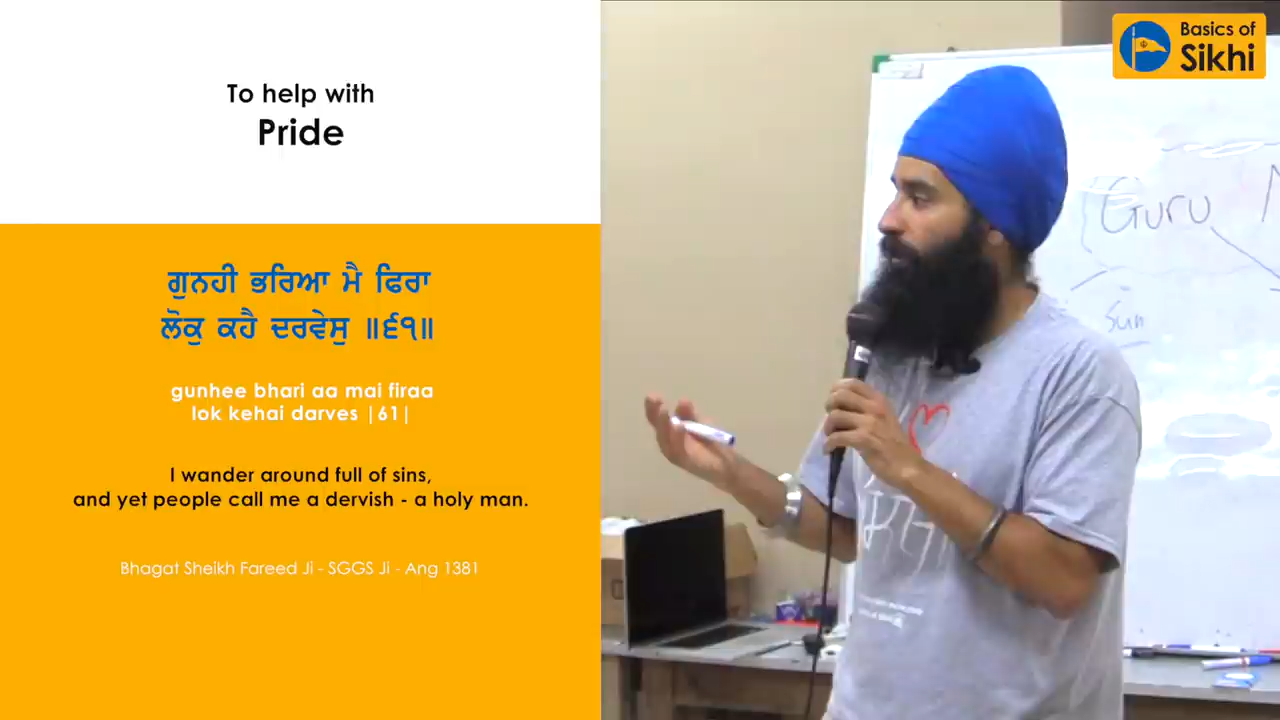 To help with
Pride
ਗੁਨਹੀ ਭਰਿਆ ਮੈ ਫਿਰਾ
ਲੋਕੁ ਕਹੈ ਦਰਵੇਸੁ ॥੬੧॥
gunhee bhari aa mai firaa
lok kehai darves |61|
I wander around full of sins,
and yet people call me a dervish - a holy man.
Bhagat Sheikh Fareed Ji - SGGS Ji - Ang 1381
Basics of
Sikhi
Guru
Sun